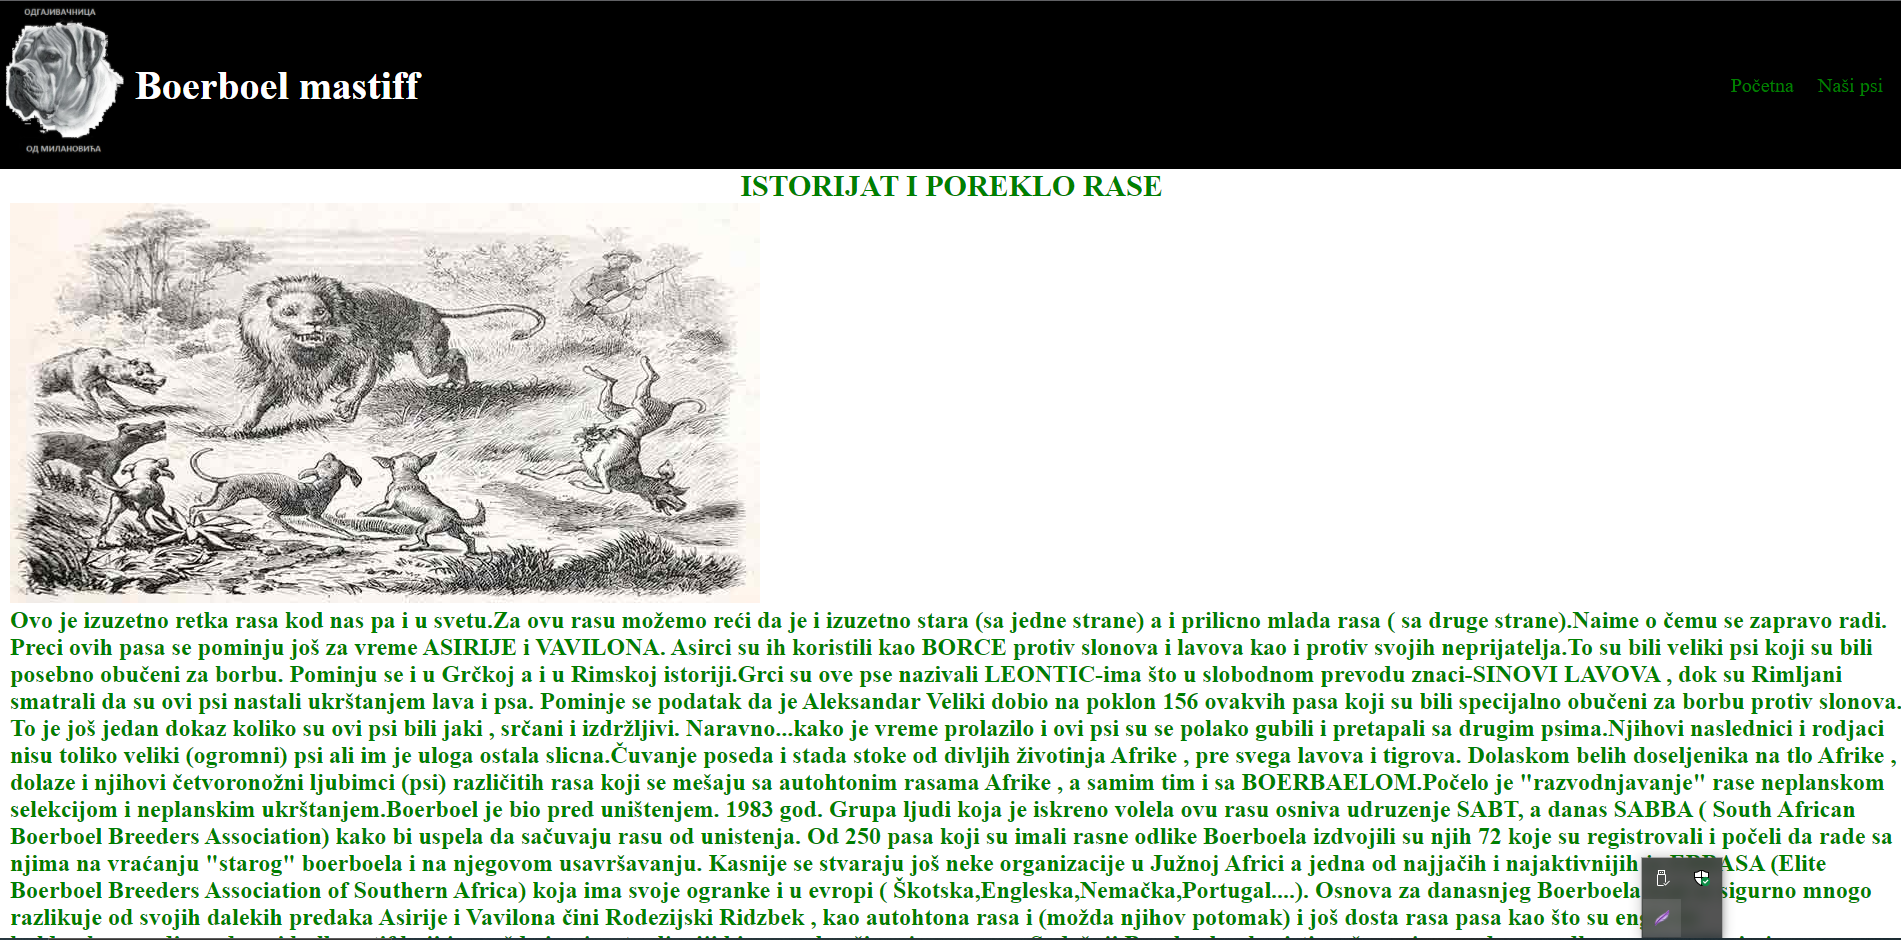 ОДГАЈИВАЧНИЦА
Boerboel mastiff
Početna Naši psi
ОД МИЛАНОВИЋА
ISTORIJAT I POREKLO RASE
Ovo je izuzetno retka rasa kod nas pa i u svetu.Za ovu rasu možemo reći da je i izuzetno stara (sa jedne strane) a i prilicno mlada rasa ( sa druge strane).Naime o čemu se zapravo radi.
Preci ovih pasa se pominju još za vreme ASIRIJE i VAVILONA. Asirci su ih koristili kao BORCE protiv slonova i lavova kao i protiv svojih neprijatelja.To su bili veliki psi koji su bili
posebno obučeni za borbu. Pominju se i u Grčkoj a i u Rimskoj istoriji.Grci su ove pse nazivali LEONTIC-ima što u slobodnom prevodu znaci-SINOVI LAVOVA , dok su Rimljani
smatrali da su ovi psi nastali ukrštanjem lava i psa. Pominje se podatak da je Aleksandar Veliki dobio na poklon 156 ovakvih pasa koji su bili specijalno obučeni za borbu protiv slonova.
To je još jedan dokaz koliko su ovi psi bili jaki , srčani i izdržljivi. Naravno...kako je vreme prolazilo i ovi psi su se polako gubili i pretapali sa drugim psima.Njihovi naslednici i rodjaci
nisu toliko veliki (ogromni) psi ali im je uloga ostala slicna.Čuvanje poseda i stada stoke od divljih životinja Afrike , pre svega lavova i tigrova. Dolaskom belih doseljenika na tlo Afrike ,
dolaze i njihovi četvoronožni ljubimci (psi) različitih rasa koji se mešaju sa autohtonim rasama Afrike , a samim tim i sa BOERBAELOM.Počelo je "razvodnjavanje" rase neplanskom
selekcijom i neplanskim ukrštanjem.Boerboel je bio pred uništenjem. 1983 god. Grupa ljudi koja je iskreno volela ovu rasu osniva udruzenje SABT, a danas SABBA ( South African
Boerboel Breeders Association) kako bi uspela da sačuvaju rasu od unistenja. Od 250 pasa koji su imali rasne odlike Boerboela izdvojili su njih 72 koje su registrovali i počeli da rade sa
njima na vraćanju "starog" boerboela i na njegovom usavršavanju. Kasnije se stvaraju još neke organizacije u Južnoj Africi a jedna od najjačih i najaktivnijih (Elite
Boerboel Breeders Association of Southern Africa) koja ima svoje ogranke i u evropi ( Škotska,Engleska,Nemačka,Portugal....). Osnova za danasnjeg Boerboela sigurno mnogo
razlikuje od svojih dalekih predaka Asirije i Vavilona čini Rodezijski Ridzbek , kao autohtona rasa i (možda njihov potomak) i još dosta rasa pasa kao što su